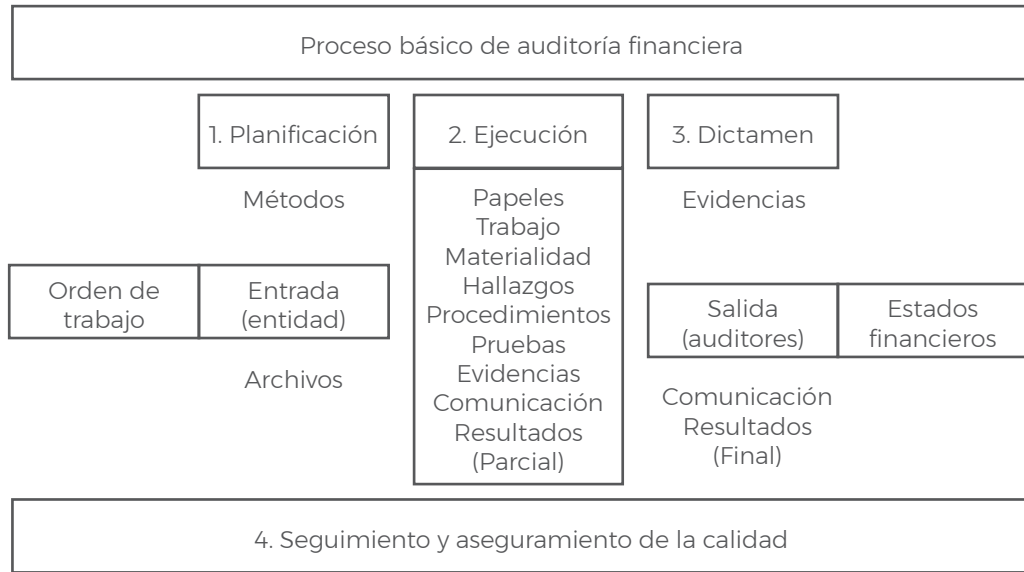 Proceso básico de auditoría financiera
1. Planificación
2. Ejecución
3. Dictamen
Métodos
Papeles
Trabajo
Materialidad
Hallazgos
Procedimientos
Pruebas
Evidencias
Comunicación
Resultados
(Parcial)
Evidencias
Orden de
trabajo
Entrada
(entidad)
Salida
(auditores)
Estados
financieros
Archivos
Comunicación
Resultados
(Final)
4. Seguimiento y aseguramiento de la calidad